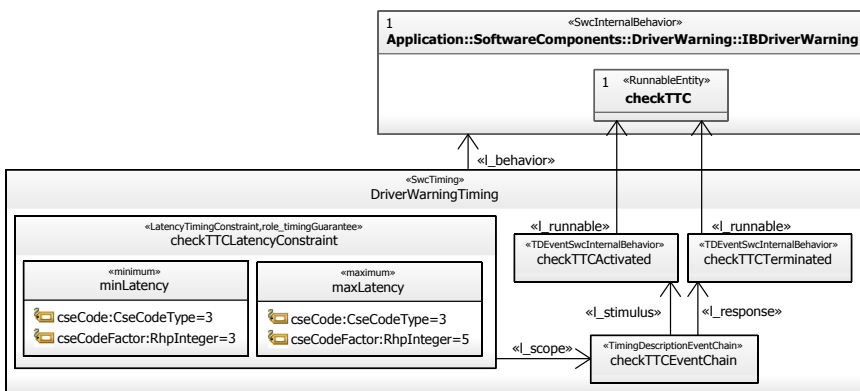 1
«SwcInternalBehavior»
Application::SoftwareComponents::DriverWarning::IBDriverWarning
1 «RunnableEntity»
checkTTC
«l_behavior»
«SwcTiming»
DriverWarningTiming
«LatencyTimingConstraint,role_timingGuarantee»
checkTTCLatencyConstraint
«minimum»
minLatency
cseCode:CseCodeType=3
cseCodeFactor:RhpInteger=3
«maximum»
maxLatency
cseCode:CseCodeType=3
cseCodeFactor:RhpInteger=5
«l_runnable»
«l_runnable»
«TDEventSwcInternalBehavior»
checkTTCActivated
«TDEventSwcInternalBehavior»
checkTTCTerminated
«l_stimulus»
«l_response»
«l_scope»
«TimingDescriptionEventChain»
checkTTCEventChain